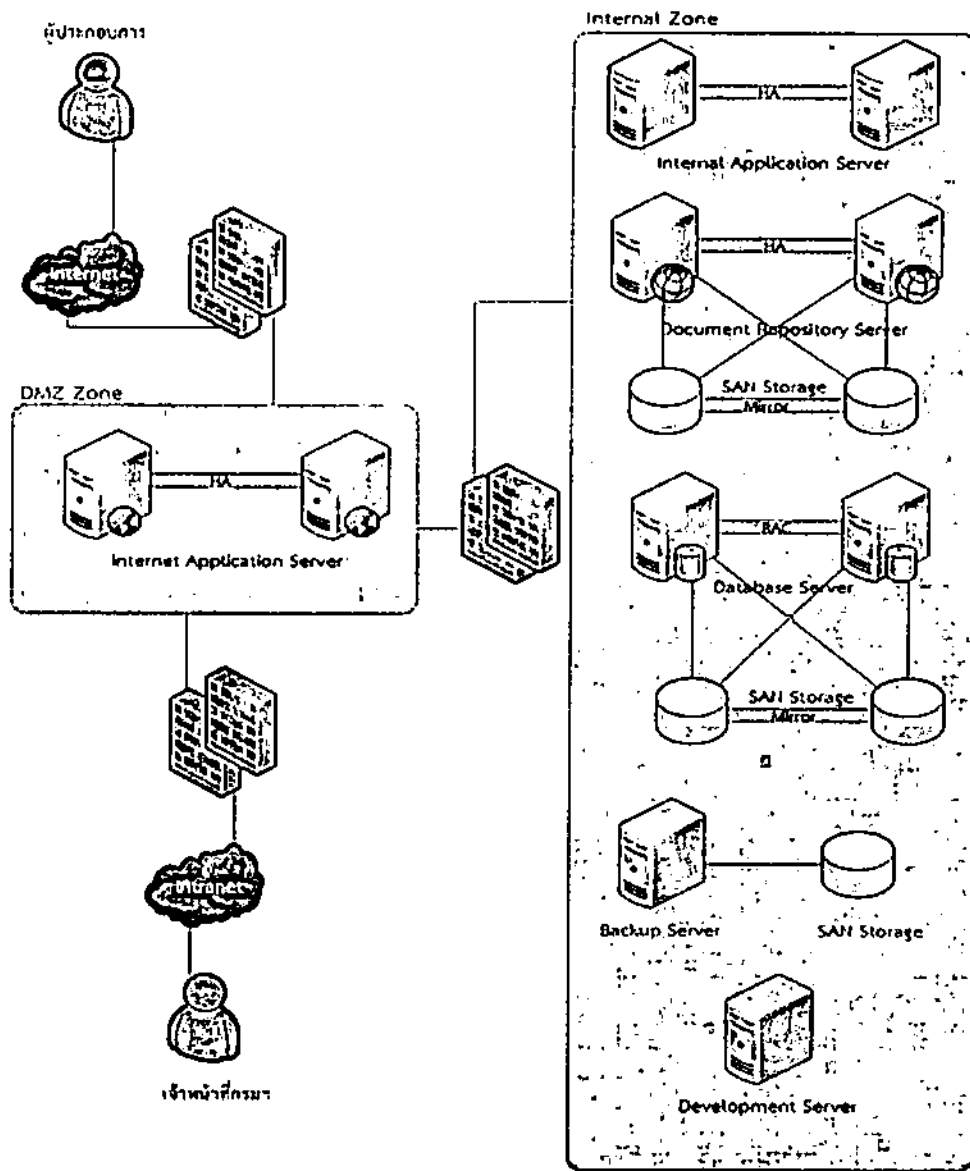 ผู้ประกอบการ
Internet
DMZ Zone
HA
Internet Application Server
Intranet
เจ้าหน้าที่กรมฯ
Internal Zone
HA
Internal Application Server
HA
Document Repository Server
SAN Storage
Mirror
RAC
Database Server
SAN Storage
Mirror
Backup Server
SAN Storage
Development Server